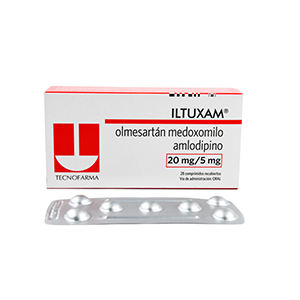 ILTUXAM®
olmesartán medoxomilo
amlodipino
20 mg/5 mg
TECNOFARMA
28 comprimidos recubiertos
Vía de administración: ORAL